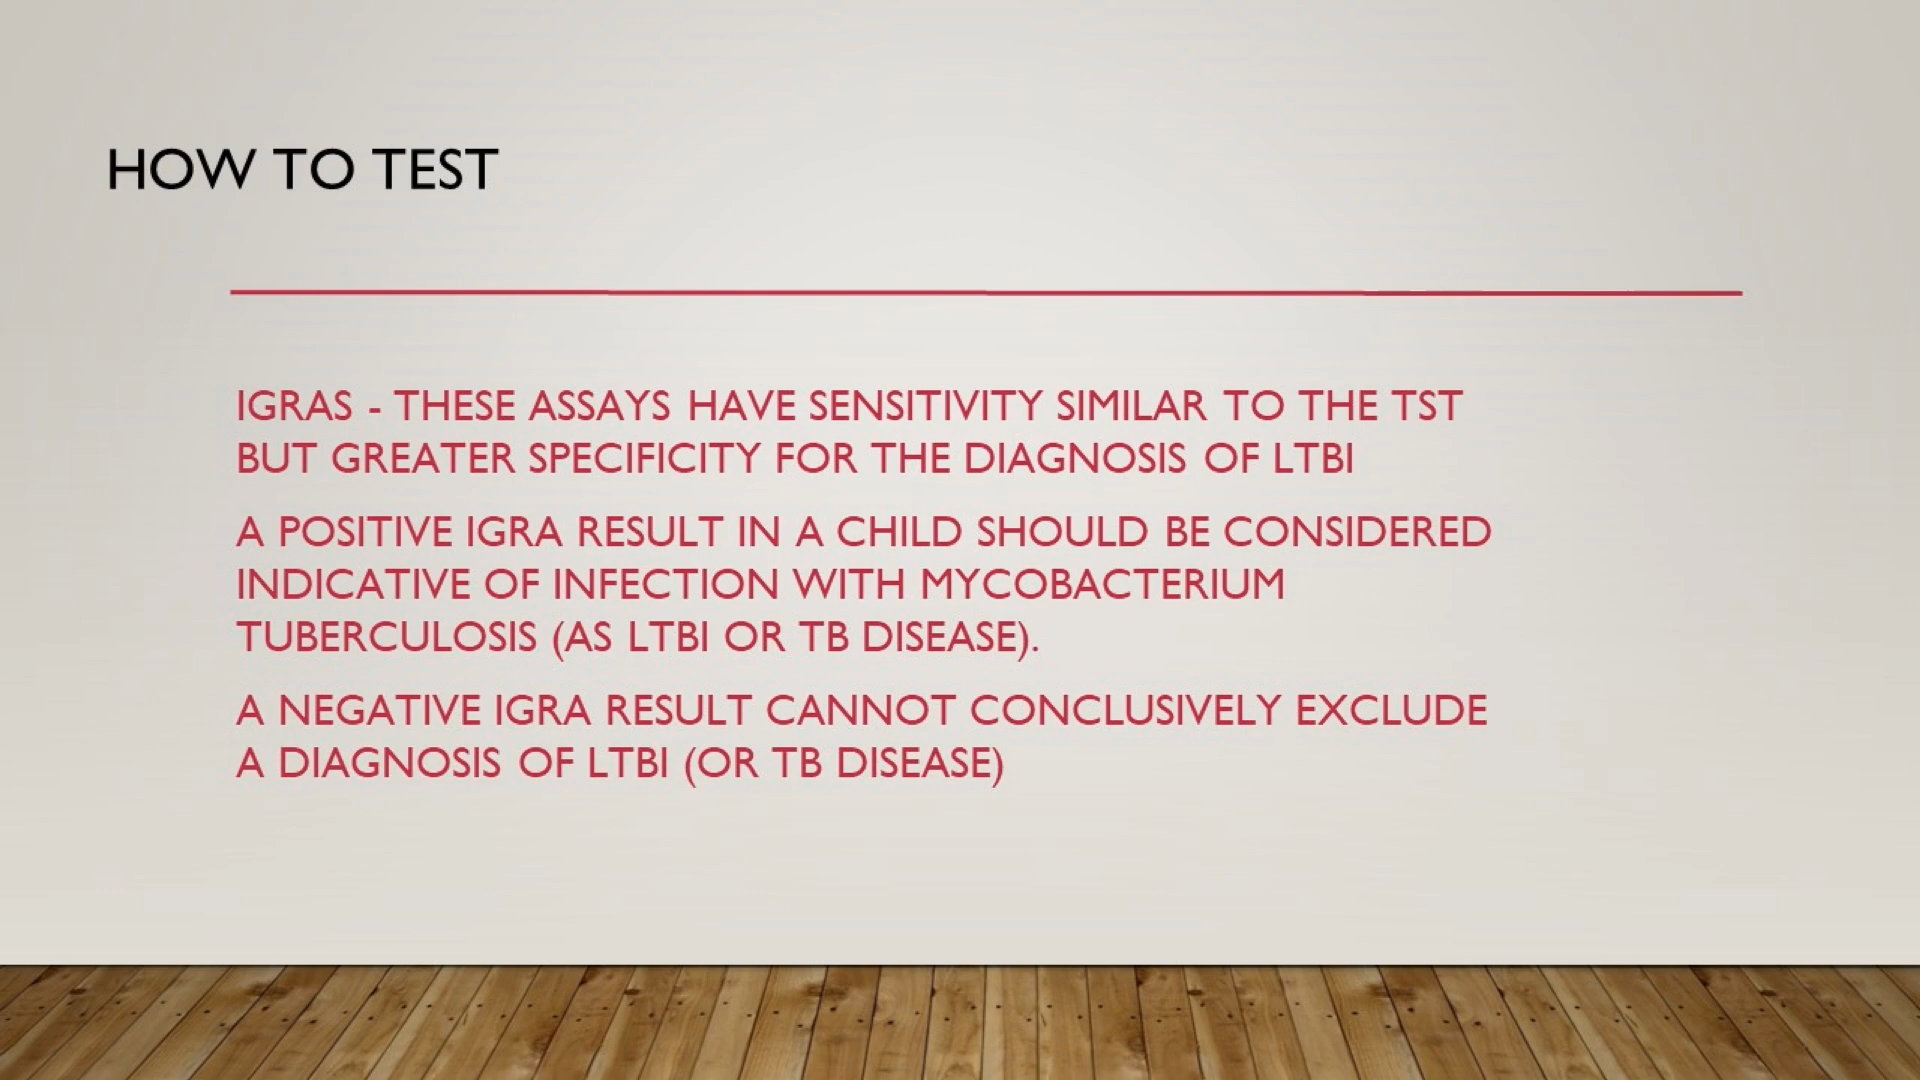 HOW TO TEST
IGRAS - THESE ASSAYS HAVE SENSITIVITY SIMILAR TO THE TST
BUT GREATER SPECIFICITY FOR THE DIAGNOSIS OF LTBI
A POSITIVE IGRA RESULT IN A CHILD SHOULD BE CONSIDERED
INDICATIVE OF INFECTION WITH MYCOBACTERIUM
TUBERCULOSIS (AS LTBI OR TB DISEASE).
A NEGATIVE IGRA RESULT CANNOT CONCLUSIVELY EXCLUDE
A DIAGNOSIS OF LTBI (OR TB DISEASE)